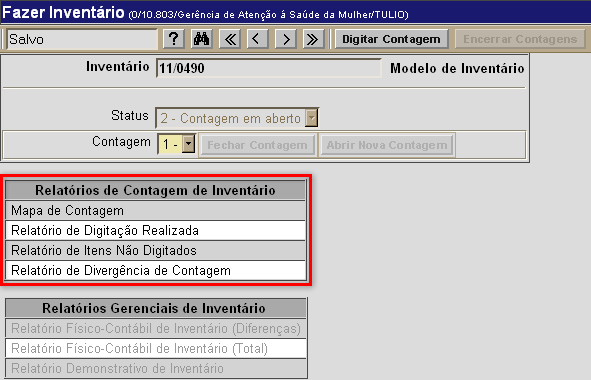 Fazer Inventário (0/10.803/Gerência de Atenção á Saúde da Mulher/TULIO)
Salvo ? Digitar Contagem Encerrar Contagens
Inventário 11/0490 Modelo de Inventário
Status 2 - Contagem em aberto
Contagem 1 - Fechar Contagem Abrir Nova Contagem
Relatórios de Contagem de Inventário
Mapa de Contagem
Relatório de Digitação Realizada
Relatório de Itens Não Digitados
Relatório de Divergência de Contagem
Relatórios Gerenciais de Inventário
Relatório Físico-Contábil de Inventário (Diferenças)
Relatório Físico-Contábil de Inventário (Total)
Relatório Demonstrativo de Inventário